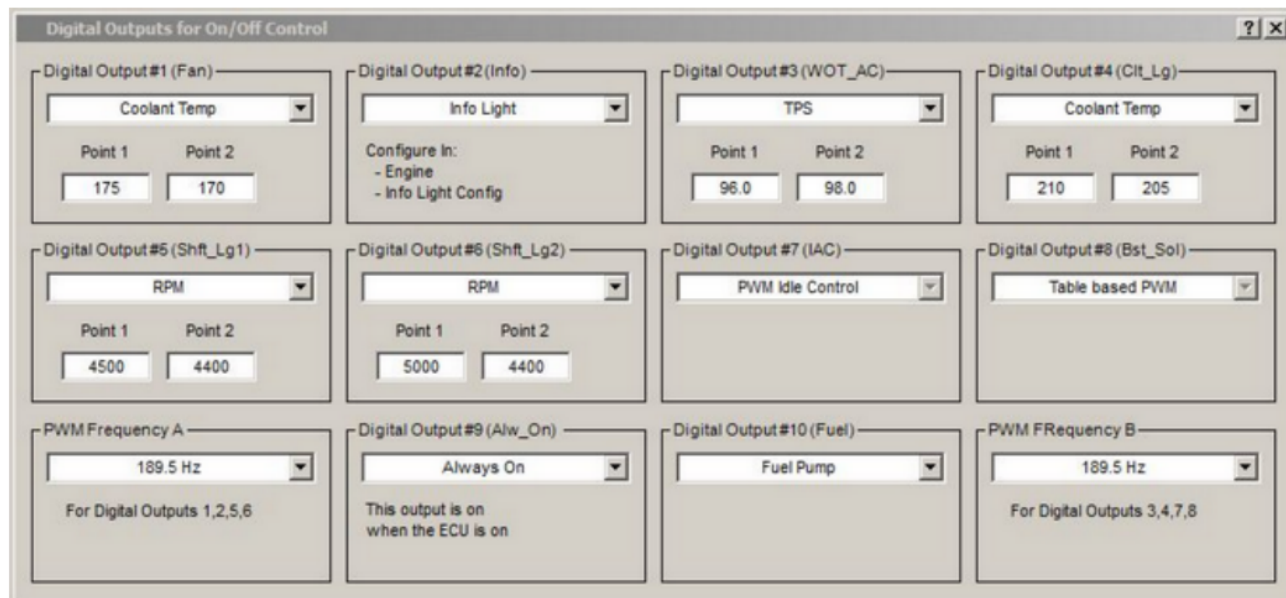 Digital Outputs for On/Off Control
Digital Output #1 (Fan)
Coolant Temp
Point 1 Point 2
175 170
Digital Output #2 (Info)
Info Light
Configure In:
- Engine
- Info Light Config
Digital Output #3 (WOT_AC)
TPS
Point 1 Point 2
96.0 98.0
Digital Output #4 (Clt_Lg)
Coolant Temp
Point 1 Point 2
210 205
Digital Output #5 (Shft_Lg1)
RPM
Point 1 Point 2
4500 4400
Digital Output #6 (Shft_Lg2)
RPM
Point 1 Point 2
5000 4400
Digital Output #7 (IAC)
PWM Idle Control
Digital Output #8 (Bst_Sol)
Table based PWM
PWM Frequency A
189.5 Hz
For Digital Outputs 1,2,5,6
Digital Output #9 (Alw_On)
Always On
This output is on
when the ECU is on
Digital Output #10 (Fuel)
Fuel Pump
PWM FRequency B
189.5 Hz
For Digital Outputs 3,4,7,8